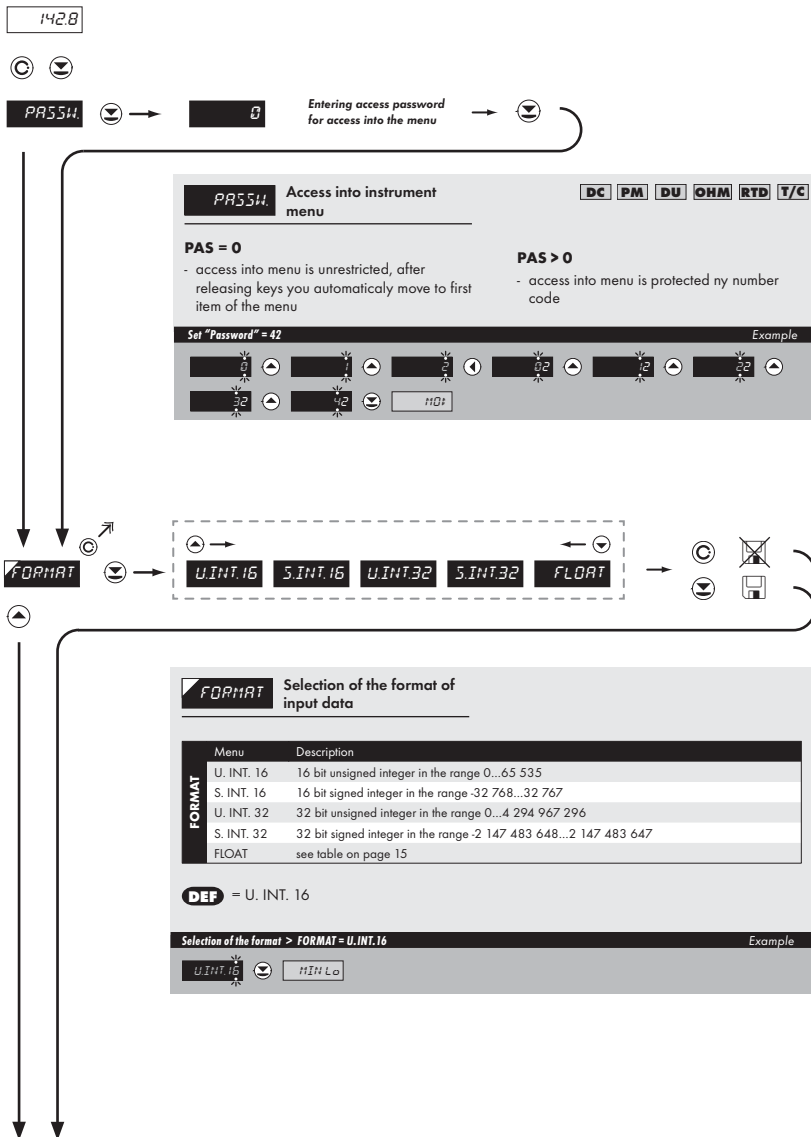 142.8
PASSW.
0
Entering access password
for access into the menu
PASSW.
Access into instrument
menu
DC PM DU OHM RTD T/C
PAS = 0
- access into menu is unrestricted, after
releasing keys you automaticaly move to first
item of the menu
PAS > 0
- access into menu is protected ny number
code
Set "Password" = 42
Example
0 1 2 02 12 22
32 42 MO:
FORMAT
U.INT.16 S.INT.16 U.INT.32 S.INT.32 FLOAT
FORMAT
Selection of the format of
input data
FORMAT
Menu Description
U. INT. 16 16 bit unsigned integer in the range 0...65 535
S. INT. 16 16 bit signed integer in the range -32 768...32 767
U. INT. 32 32 bit unsigned integer in the range 0...4 294 967 296
S. INT. 32 32 bit signed integer in the range -2 147 483 648...2 147 483 647
FLOAT see table on page 15
DEF = U. INT. 16
Selection of the format > FORMAT = U.INT.16
Example
U.INT.16 MIN Lo